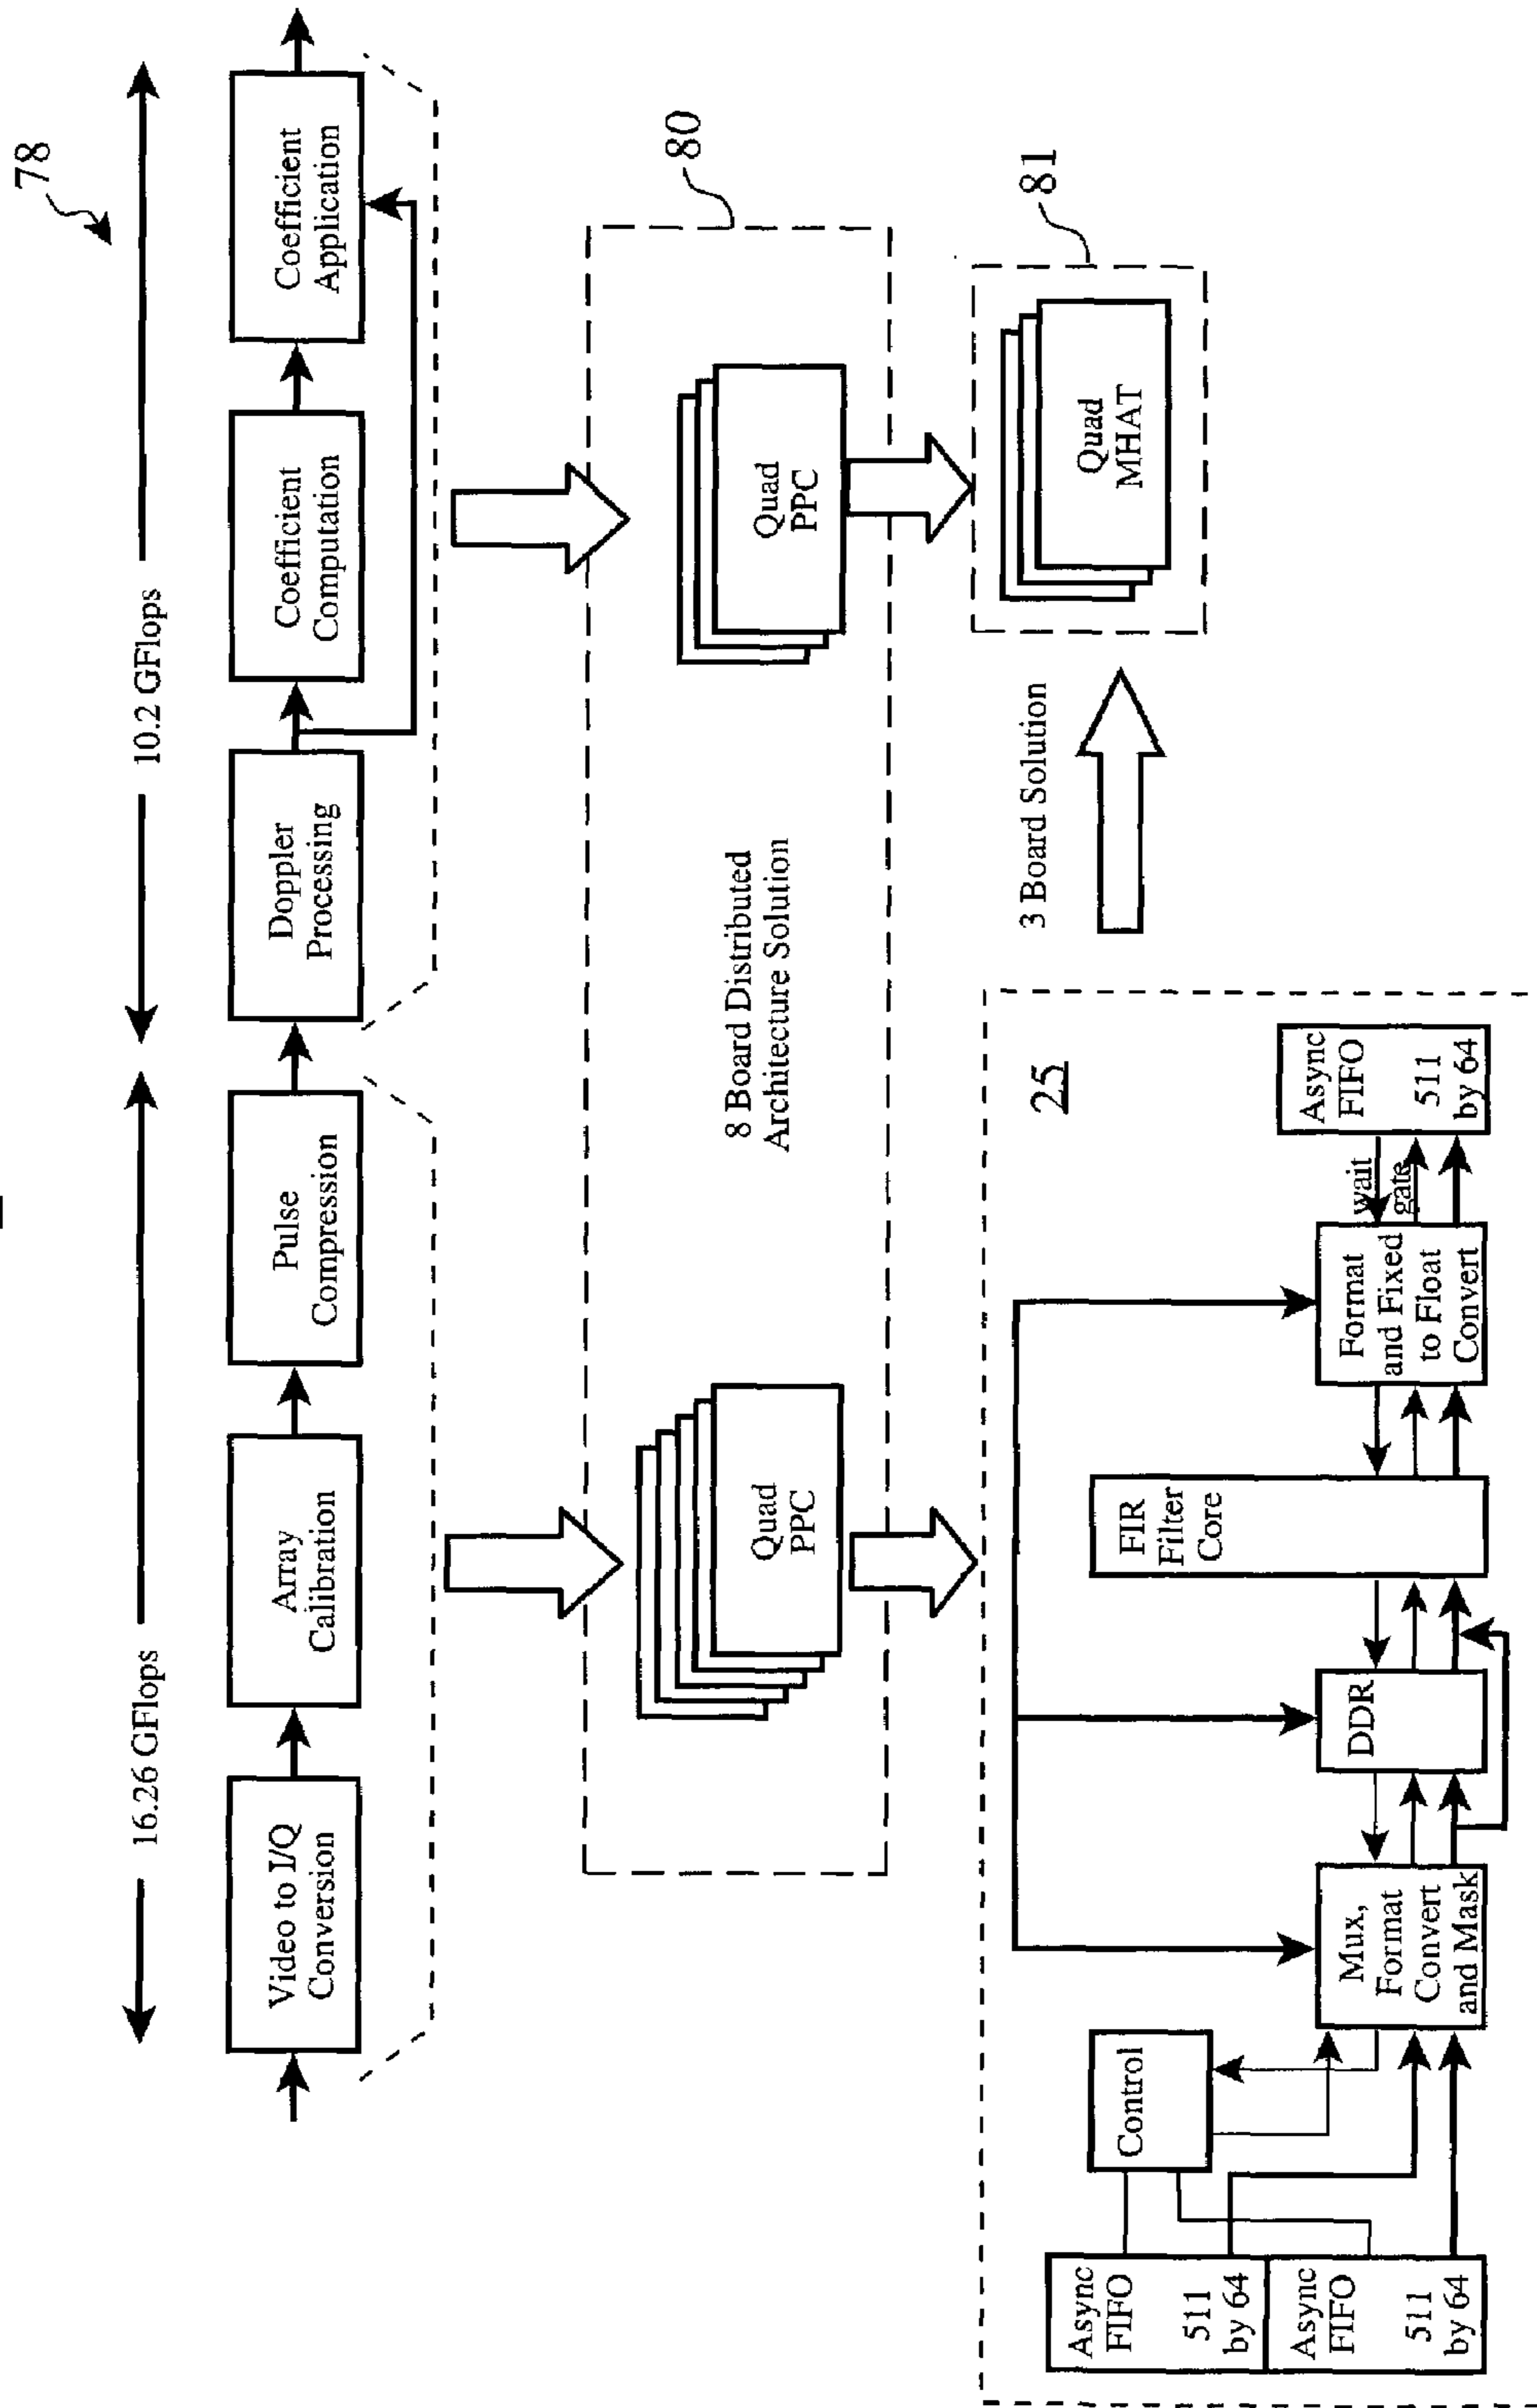 78
16.26 GFlops
10.2 GFlops
Video to I/Q
Conversion
Array
Calibration
Pulse
Compression
Doppler
Processing
Coefficient
Computation
Coefficient
Application
80
Quad
PPC
8 Board Distributed
Architecture Solution
Quad
PPC
81
3 Board Solution
Quad
MHAT
25
Async
FIFO
511
by 64
Async
FIFO
511
by 64
Control
Mux,
Format
Convert
and Mask
DDR
FIR
Filter
Core
Format
and Fixed
to Float
Convert
wait
gate
Async
FIFO
511
by 64